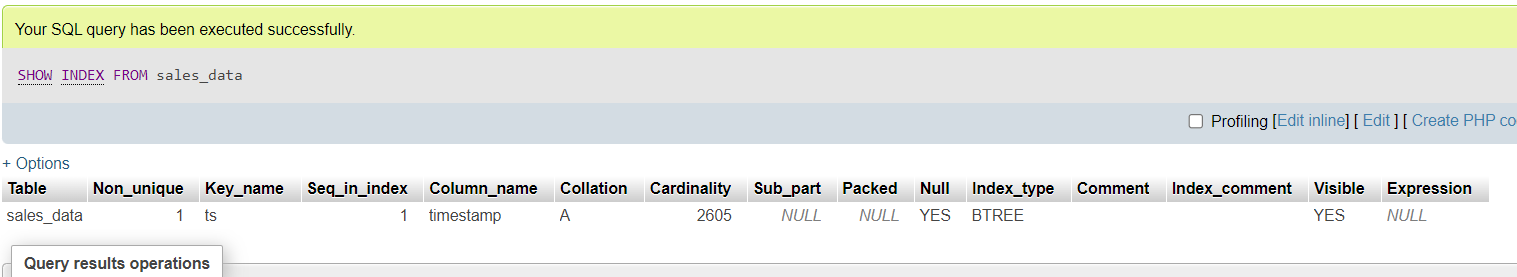 Your SQL query has been executed successfully.
SHOW INDEX FROM sales_data
Profiling [Edit inline] [ Edit ] [ Create PHP co
+ Options
Table Non_unique Key_name Seq_in_index Column_name Collation Cardinality Sub_part Packed Null Index_type Comment Index_comment Visible Expression
sales_data 1 ts 1 timestamp A 2605 NULL NULL YES BTREE YES NULL
Query results operations